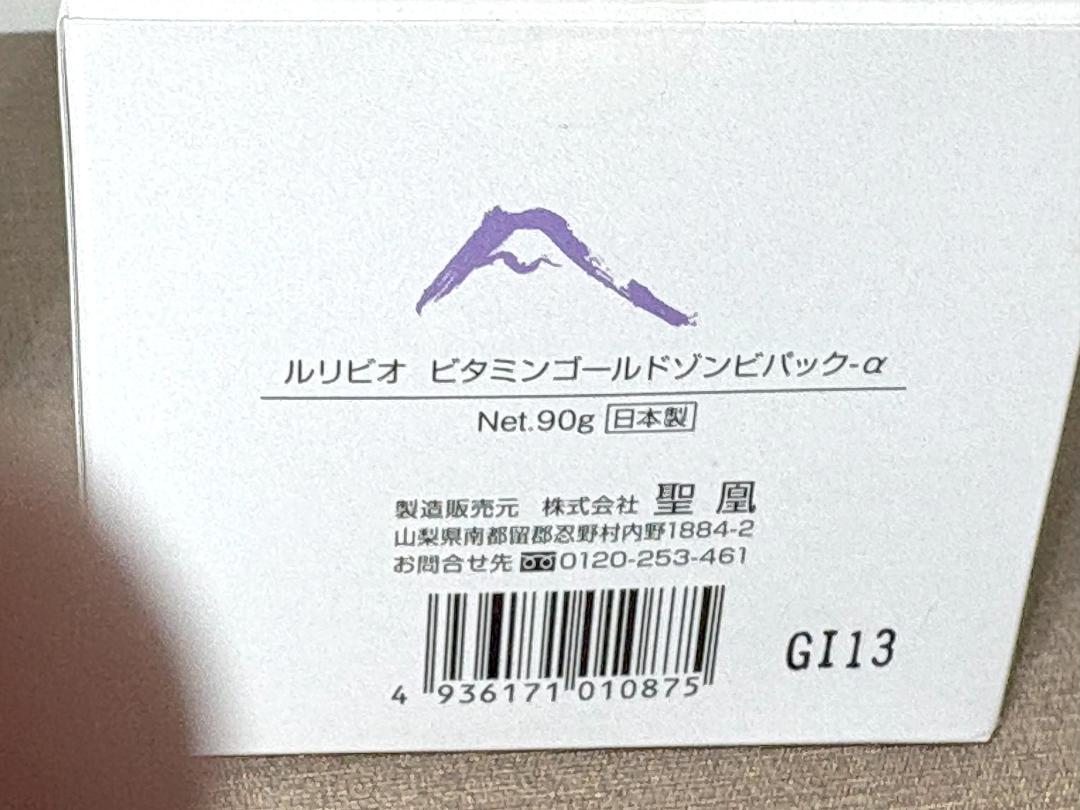 ルリビオ ビタミンゴールドゾンビパック-α
Net.90g 日本製
製造販売元 株式会社 聖凰
山梨県南都留郡忍野村内野1884-2
お問合せ先 0120-253-461
4 936171 010875
GI13